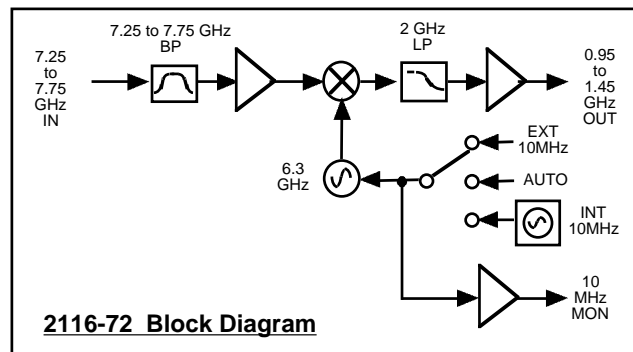 7.25 to 7.75 GHz
BP
2 GHz
LP
7.25
to
7.75
GHz
IN
0.95
to
1.45
GHz
OUT
6.3
GHz
EXT
10MHz
AUTO
INT
10MHz
10
MHz
MON
2116-72 Block Diagram